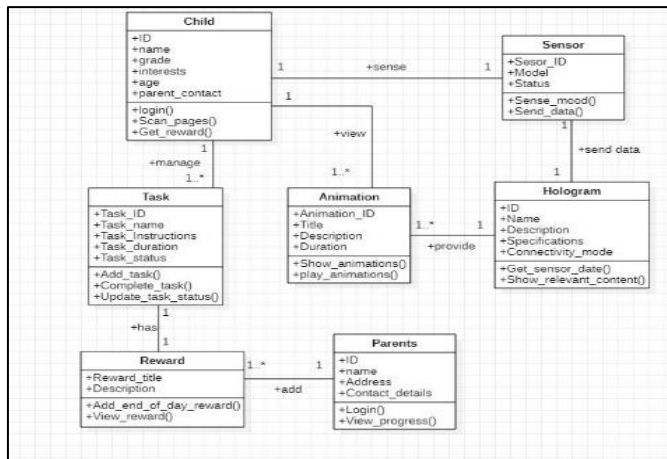 Child
+ID
+name
+grade
+interests
+age
+parent_contact
+login()
+Scan_pages()
+Get_reward()
1
+sense
1
Sensor
+Sesor_ID
+Model
+Status
+Sense_mood()
+Send_data()
1
+view
1..*
1
+manage
1..*
1
+send data
1
Task
+Task_ID
+Task_name
+Task_Instructions
+Task_duration
+Task_status
+Add_task()
+Complete_task()
+Update_task_status()
Animation
+Animation_ID
+Title
+Description
+Duration
+Show_animations()
+play_animations()
1..*
1
+provide
Hologram
+ID
+Name
+Description
+Specifications
+Connectivity_mode
+Get_sensor_date()
+Show_relevant_content()
1
+has
1
Reward
+Reward_title
+Description
+Add_end_of_day_reward()
+View_reward()
1..*
1
+add
Parents
+ID
+name
+Address
+Contact_details
+Login()
+View_progress()